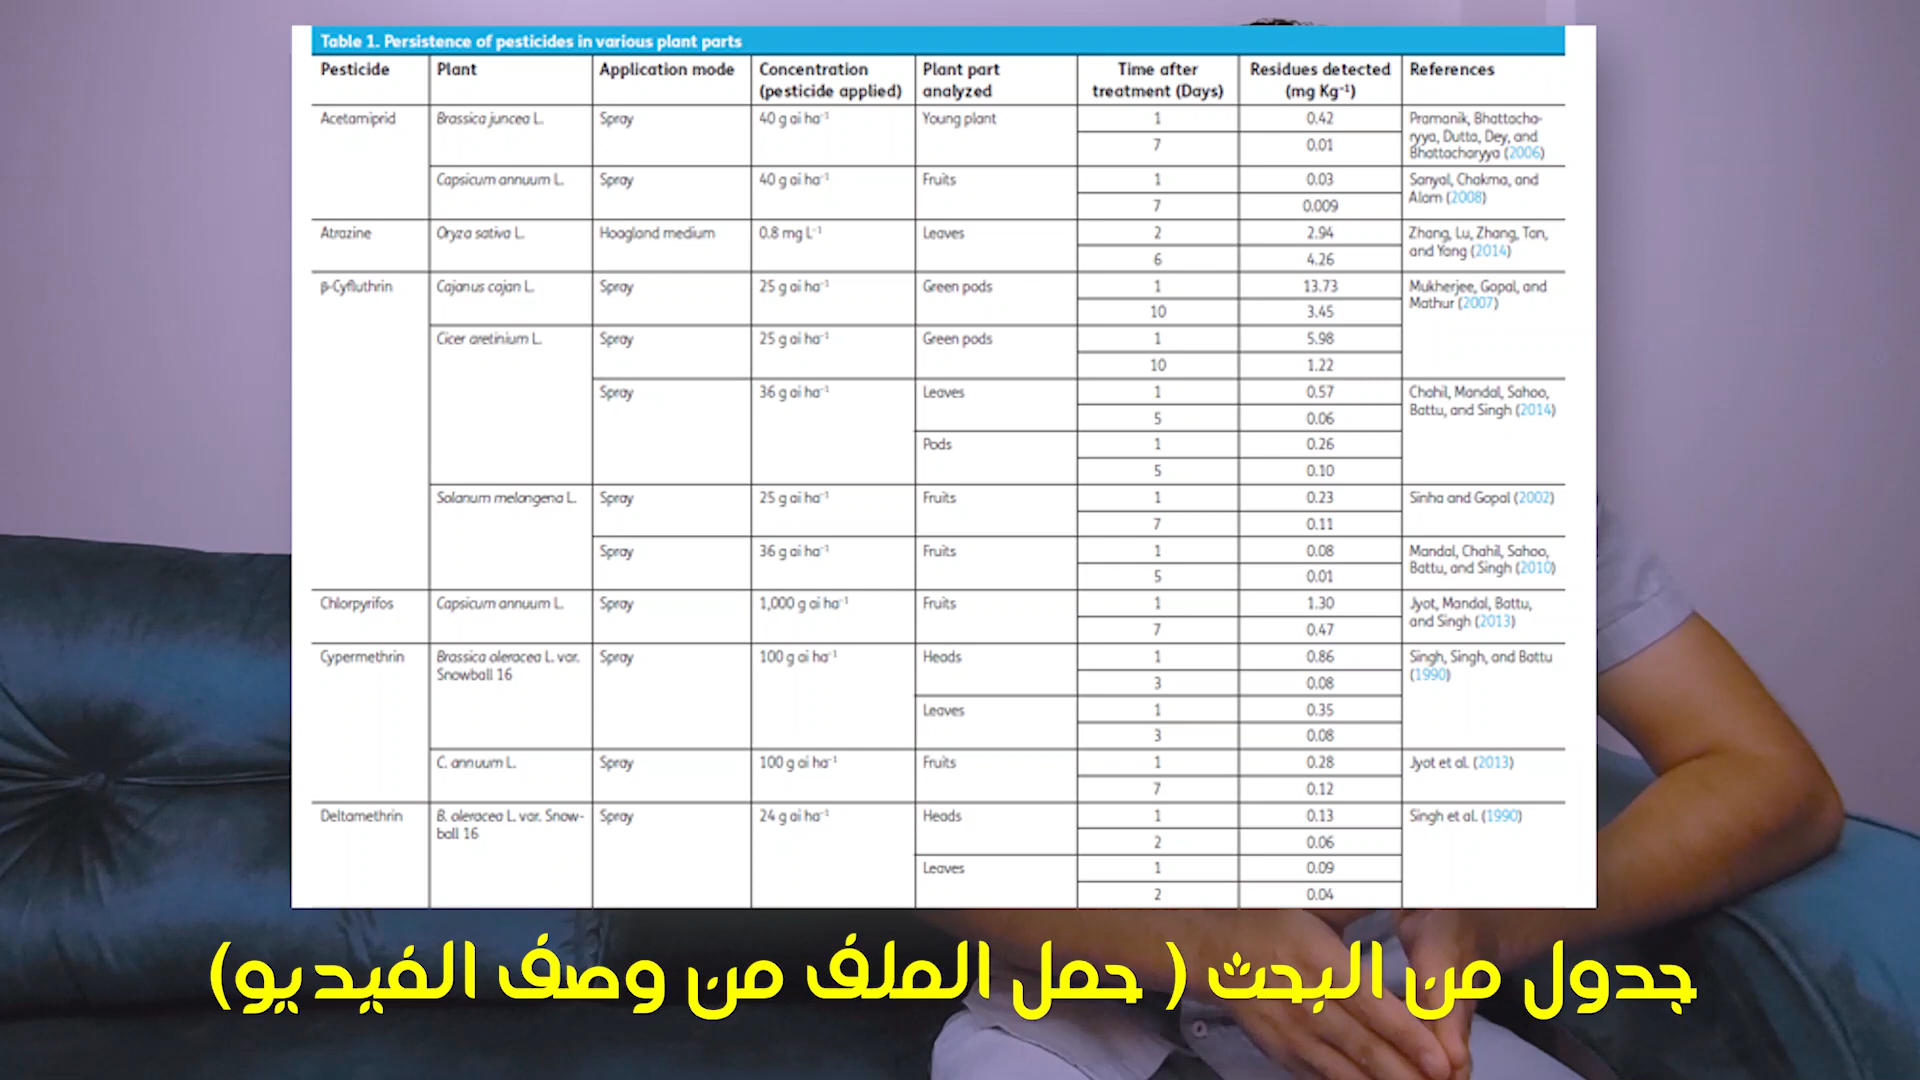 Table 1. Persistence of pesticides in various plant parts
Pesticide Plant Application mode Concentration (pesticide applied) Plant part analyzed Time after treatment (Days) Residues detected (mg Kg⁻¹) References
Acetamiprid Brassica juncea L. Spray 40 g ai ha⁻¹ Young plant 1 0.42 Pramanik, Bhattacha-
ryya, Dutta, Dey, and
7 0.01
Bhattacharyya (2006)
Capsicum annuum L. Spray 40 g ai ha⁻¹ Fruits 1 0.03 Sanyal, Chakma, and
Alam (2008)
7 0.009
Atrazine Oryza sativa L. Hoagland medium 0.8 mg L⁻¹ Leaves 2 2.94 Zhang, Lu, Zhang, Tan,
and Yang (2014)
6 4.26
β-Cyfluthrin Cajanus cajan L. Spray 25 g ai ha⁻¹ Green pods 1 13.73 Mukherjee, Gopal, and
Mathur (2007)
10 3.45
Cicer aretinium L. Spray 25 g ai ha⁻¹ Green pods 1 5.98
10 1.22
Spray 36 g ai ha⁻¹ Leaves 1 0.57 Chahil, Mandal, Sahoo,
Battu, and Singh (2014)
5 0.06
Pods 1 0.26
5 0.10
Solanum melongena L. Spray 25 g ai ha⁻¹ Fruits 1 0.23 Sinha and Gopal (2002)
7 0.11
Spray 36 g ai ha⁻¹ Fruits 1 0.08 Mandal, Chahil, Sahoo,
Battu, and Singh (2010)
5 0.01
Chlorpyrifos Capsicum annuum L. Spray 1,000 g ai ha⁻¹ Fruits 1 1.30 Jyot, Mandal, Battu,
and Singh (2013)
7 0.47
Cypermethrin Brassica oleracea L. var. Spray 100 g ai ha⁻¹ Heads 1 0.86 Singh, Singh, and Battu
Snowball 16 (1990)
3 0.08
Leaves 1 0.35
3 0.08
C. annuum L. Spray 100 g ai ha⁻¹ Fruits 1 0.28 Jyot et al. (2013)
7 0.12
Deltamethrin B. oleracea L. var. Snow- Spray 24 g ai ha⁻¹ Heads 1 0.13 Singh et al. (1990)
ball 16
2 0.06
Leaves 1 0.09
2 0.04
جدول من البحث ( حمل الملف من وصف الفيديو)